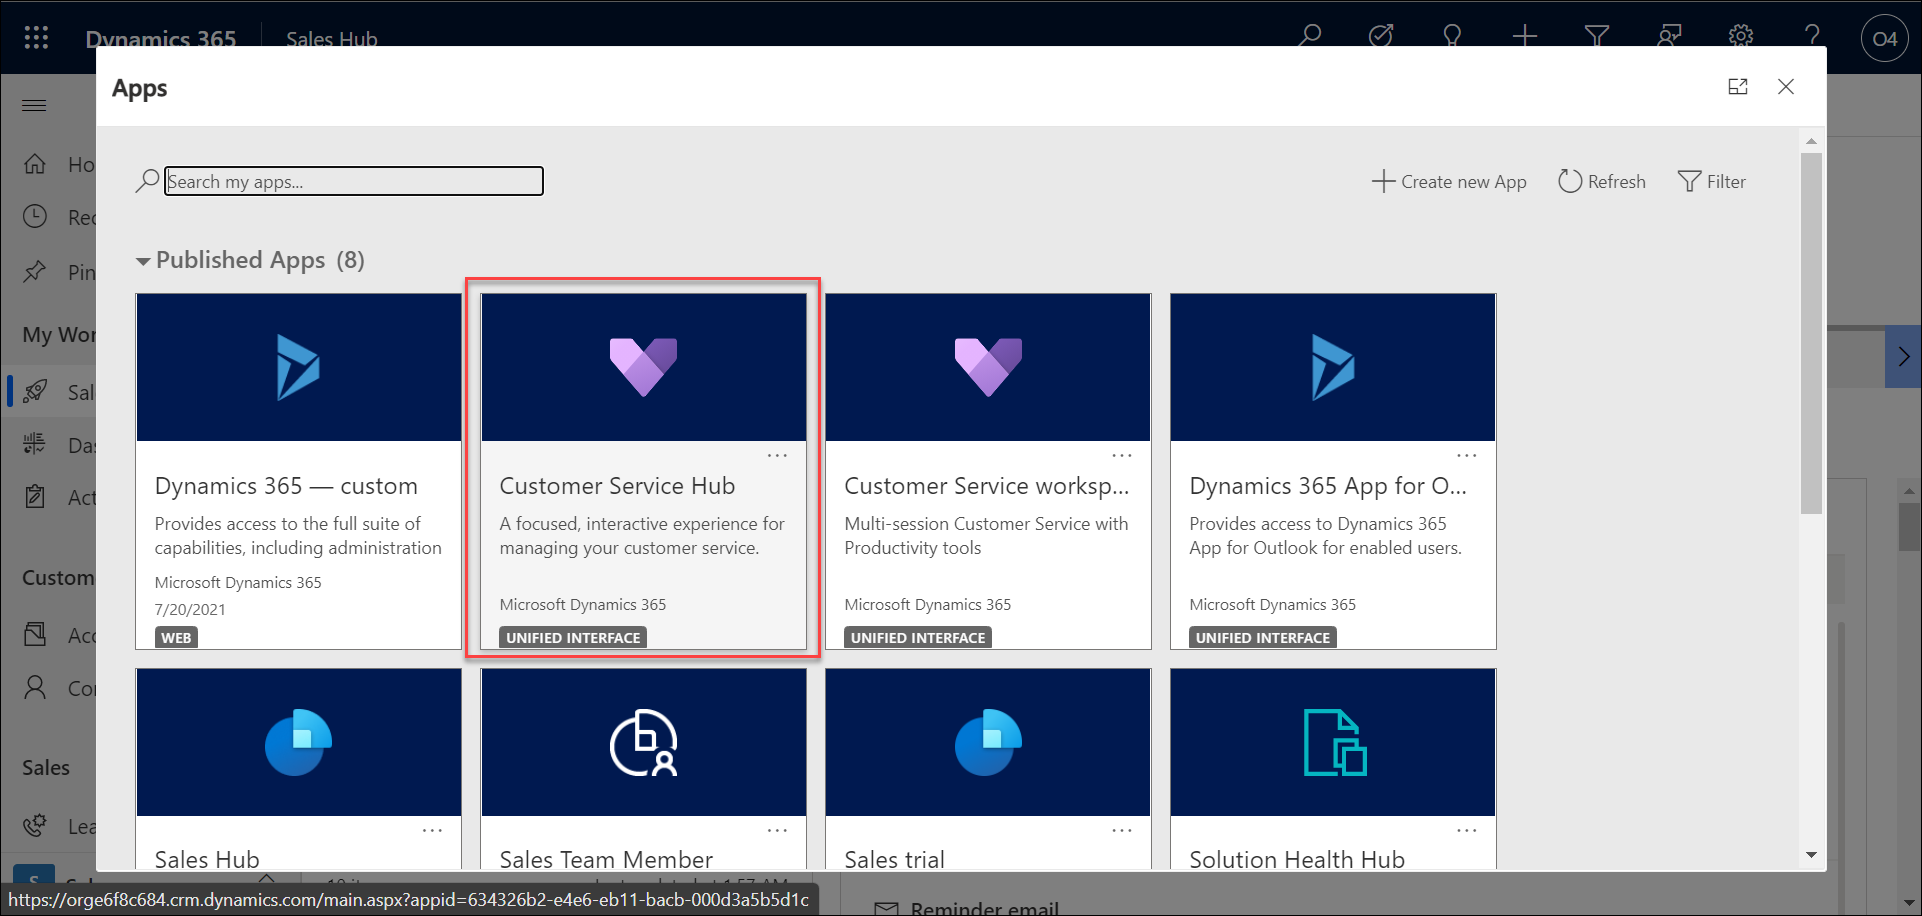 Dynamics 365
Sales Hub
O4
Apps
Search my apps...
Create new App
Refresh
Filter
Published Apps (8)
Ho
Rec
Pin
My Wor
Sal
Das
Act
Custom
Acc
Con
Sales
Lea
Dynamics 365 — custom
Provides access to the full suite of
capabilities, including administration
Microsoft Dynamics 365
7/20/2021
WEB
...
Customer Service Hub
A focused, interactive experience for
managing your customer service.
Microsoft Dynamics 365
UNIFIED INTERFACE
...
Customer Service worksp...
Multi-session Customer Service with
Productivity tools
Microsoft Dynamics 365
UNIFIED INTERFACE
...
Dynamics 365 App for O...
Provides access to Dynamics 365
App for Outlook for enabled users.
Microsoft Dynamics 365
UNIFIED INTERFACE
...
Sales Hub
...
Sales Team Member
...
Sales trial
...
Solution Health Hub
S
https://orge6f8c684.crm.dynamics.com/main.aspx?appid=634326b2-e4e6-eb11-bacb-000d3a5b5d1c
Reminder email